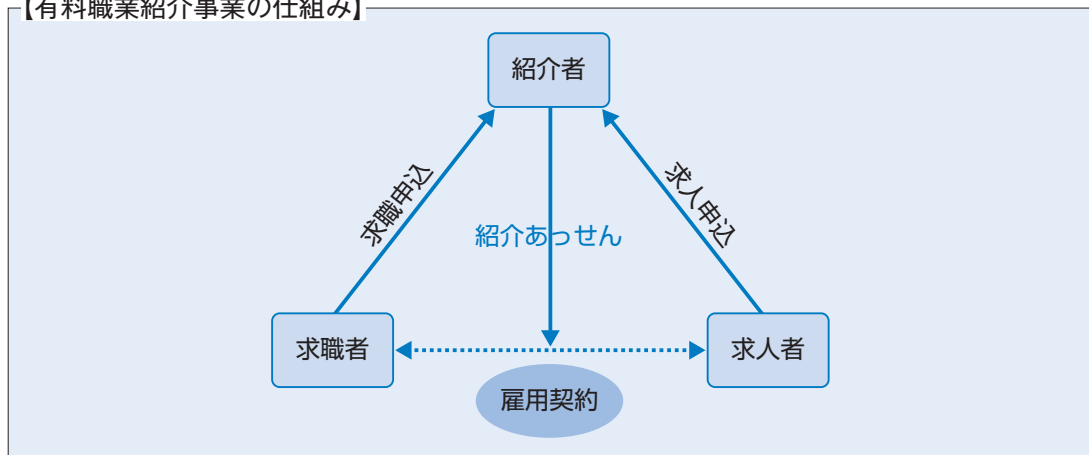 【有料職業紹介事業の仕組み】
紹介者
求職申込
求人申込
紹介あっせん
求職者
求人者
雇用契約